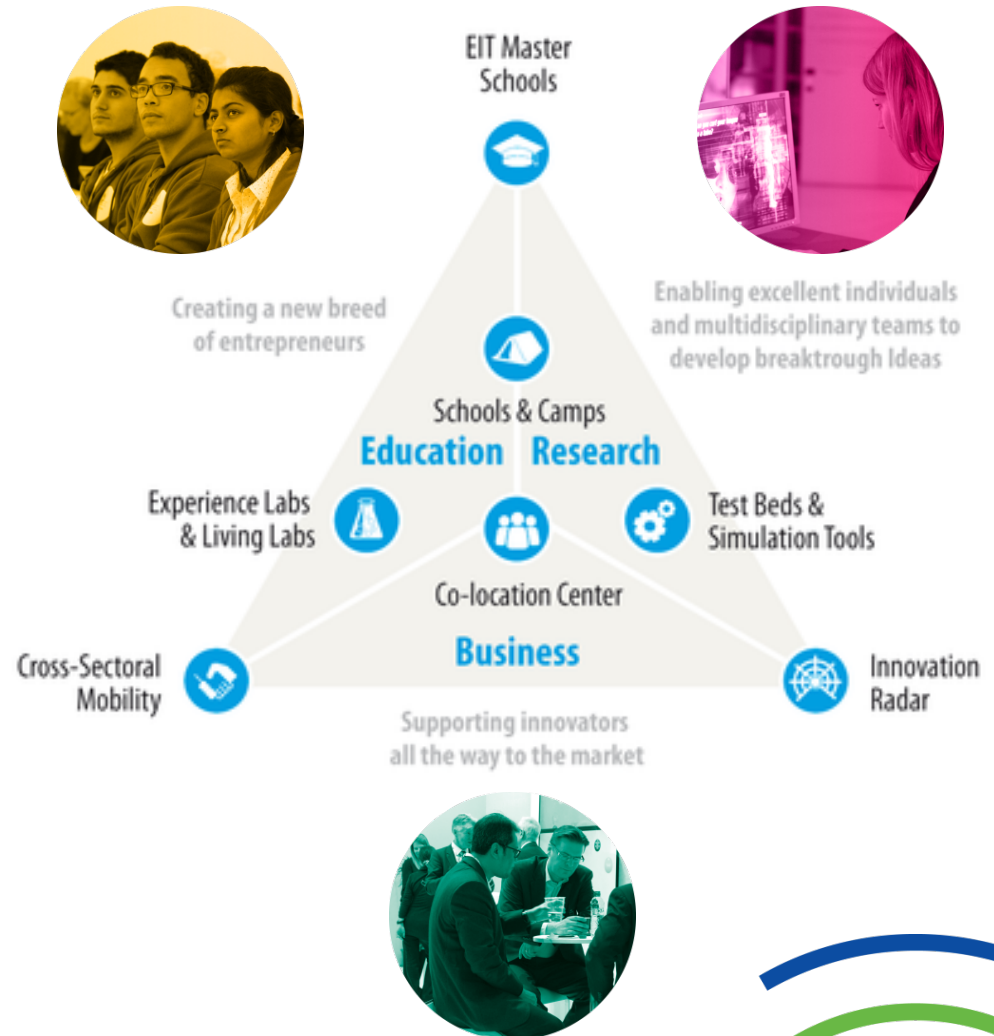 EIT Master
Schools
Creating a new breed
of entrepreneurs
Enabling excellent individuals
and multidisciplinary teams to
develop breaktrough Ideas
Schools & Camps
Education Research
Experience Labs
& Living Labs
Test Beds &
Simulation Tools
Co-location Center
Business
Cross-Sectoral
Mobility
Innovation
Radar
Supporting innovators
all the way to the market